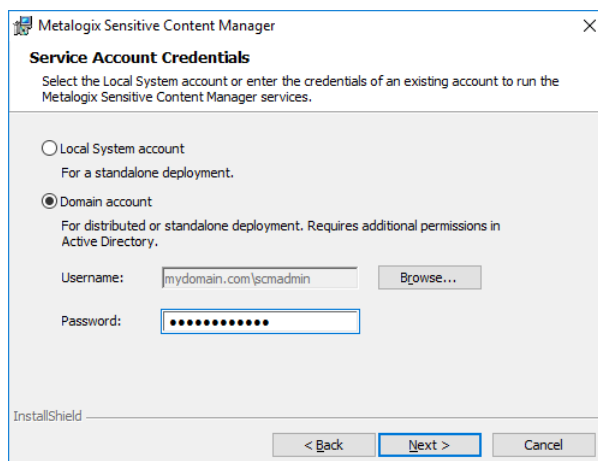 Metalogix Sensitive Content Manager
Service Account Credentials
Select the Local System account or enter the credentials of an existing account to run the
Metalogix Sensitive Content Manager services.
Local System account
For a standalone deployment.
Domain account
For distributed or standalone deployment. Requires additional permissions in
Active Directory.
Username: mydomain.com\scmadmin Browse...
Password: ●●●●●●●●●●●●
InstallShield
< Back Next > Cancel